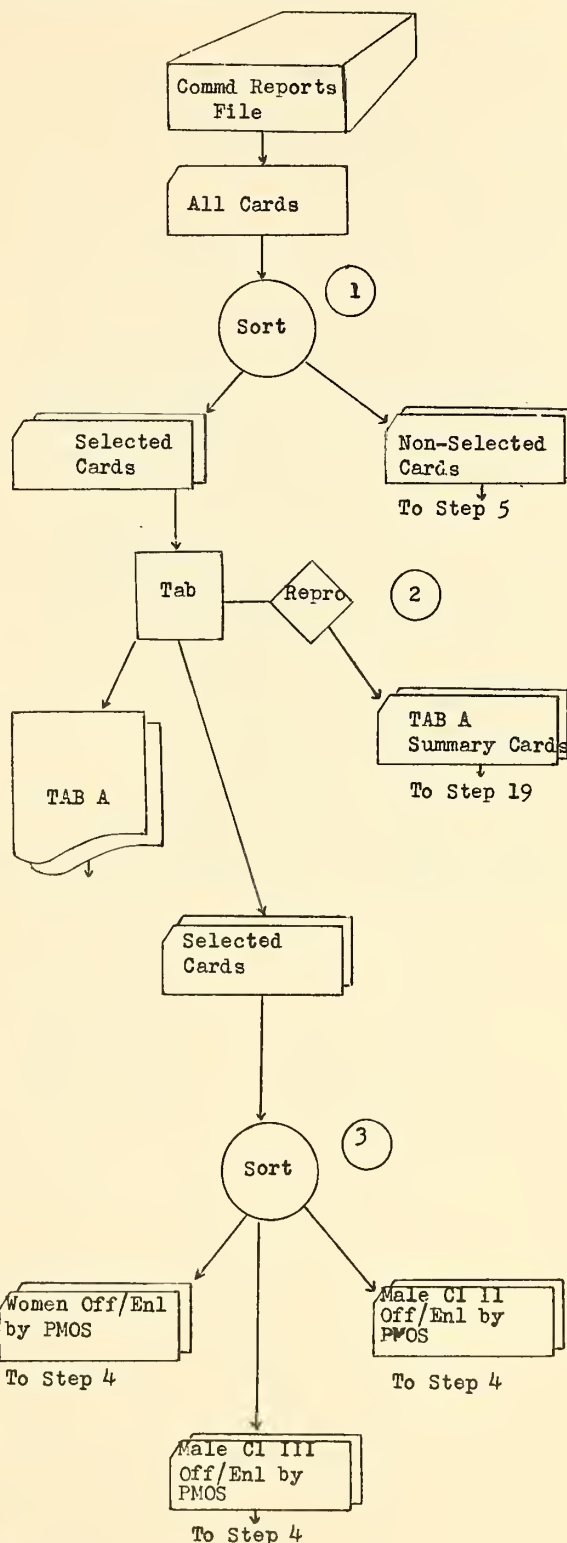 Commd Reports
File
All Cards
1
Sort
Selected
Cards
Non-Selected
Cards
To Step 5
Tab
Repro
2
TAB A
Summary Cards
To Step 19
TAB A
Selected
Cards
3
Sort
Women Off/Enl
by PMOS
To Step 4
Male Cl II
Off/Enl by
PMOS
To Step 4
Male Cl III
Off/Enl by
PMOS
To Step 4